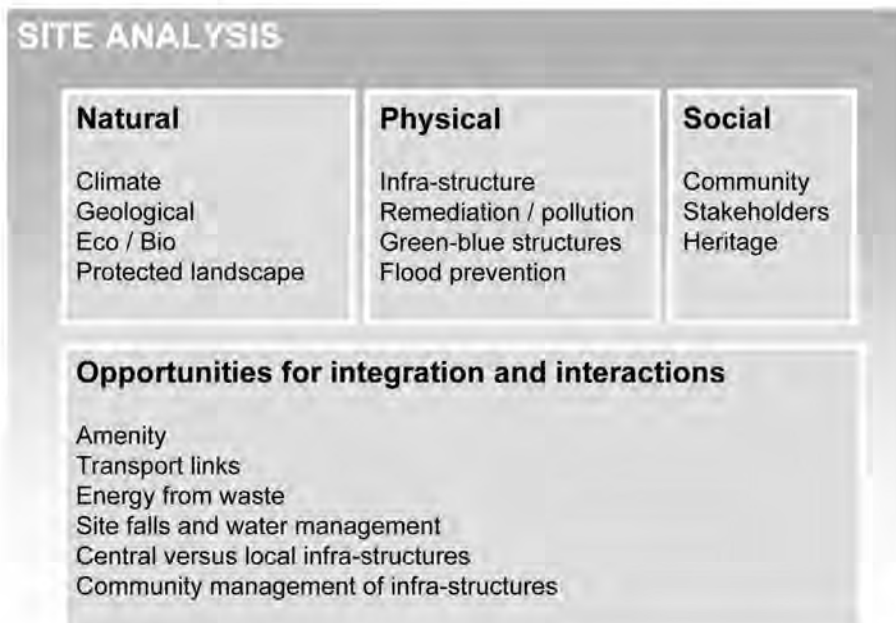 SITE ANALYSIS
Natural
Climate
Geological
Eco / Bio
Protected landscape
Physical
Infra-structure
Remediation / pollution
Green-blue structures
Flood prevention
Social
Community
Stakeholders
Heritage
Opportunities for integration and interactions
Amenity
Transport links
Energy from waste
Site falls and water management
Central versus local infra-structures
Community management of infra-structures